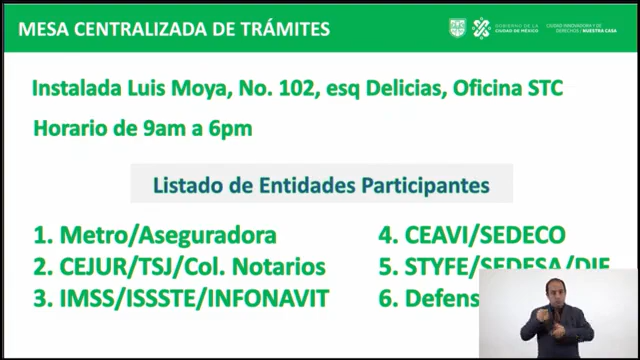 MESA CENTRALIZADA DE TRÁMITES
GOBIERNO DE LA
CIUDAD DE MÉXICO
CIUDAD INNOVADORA Y DE
DERECHOS / NUESTRA CASA
Instalada Luis Moya, No. 102, esq Delicias, Oficina STC
Horario de 9am a 6pm
Listado de Entidades Participantes
1. Metro/Aseguradora
2. CEJUR/TSJ/Col. Notarios
3. IMSS/ISSSTE/INFONAVIT
4. CEAVI/SEDECO
5. STYFE/SEDESA/DIF
6. Defens